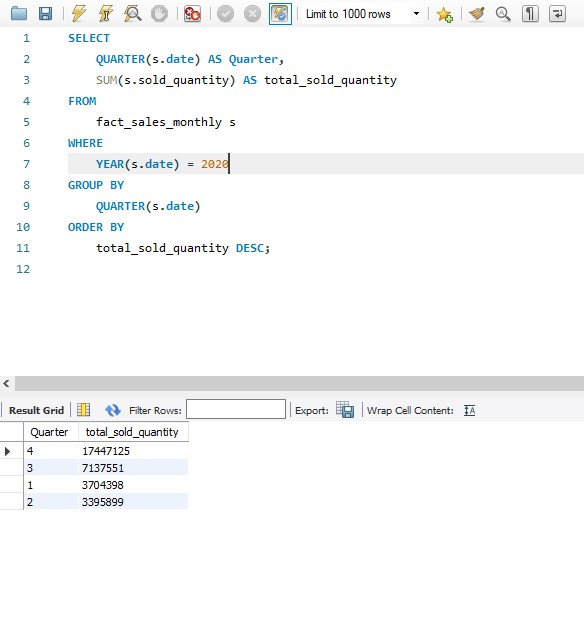 Limit to 1000 rows
1 SELECT
2 QUARTER(s.date) AS Quarter,
3 SUM(s.sold_quantity) AS total_sold_quantity
4 FROM
5 fact_sales_monthly s
6 WHERE
7 YEAR(s.date) = 2020
8 GROUP BY
9 QUARTER(s.date)
10 ORDER BY
11 total_sold_quantity DESC;
12
Result Grid Filter Rows: Export: Wrap Cell Content: IA
Quarter total_sold_quantity
4 17447125
3 7137551
1 3704398
2 3395899